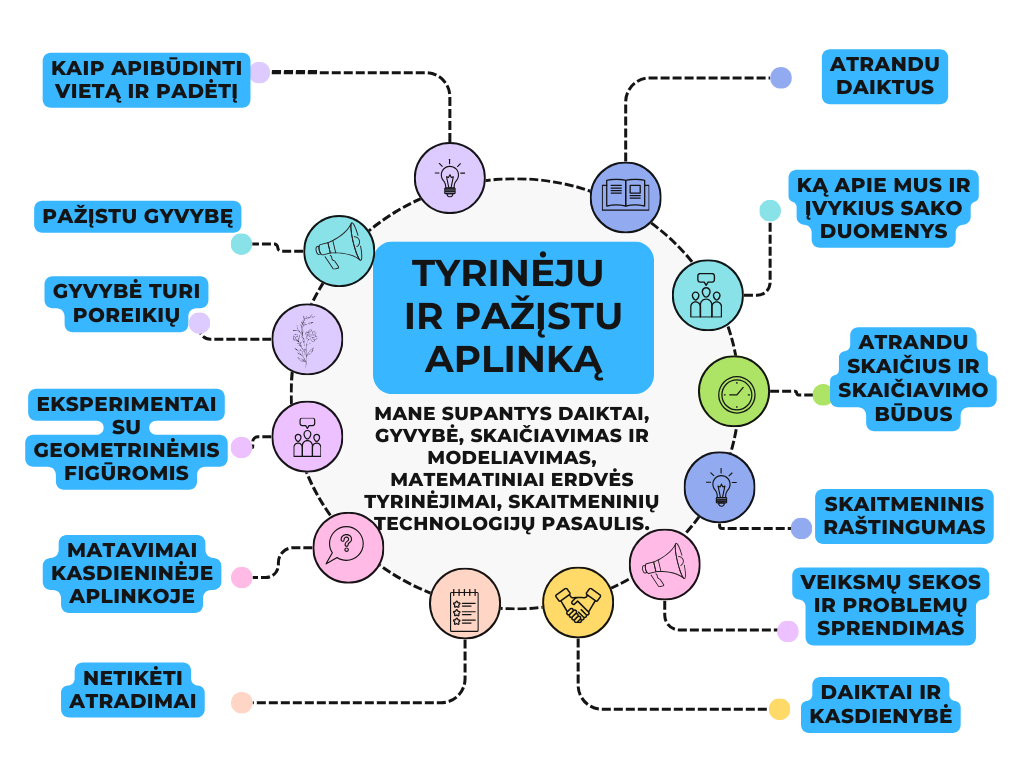 KAIP APIBŪDINTI
VIETĄ IR PADĖTĮ
PAŽĮSTU GYVYBĘ
GYVYBĖ TURI
POREIKIŲ
EKSPERIMENTAI
SU
GEOMETRINĖMIS
FIGŪROMIS
MATAVIMAI
KASDIENINĖJE
APLINKOJE
NETIKĖTI
ATRADIMAI
TYRINĖJU
IR PAŽĮSTU
APLINKĄ
MANE SUPANTYS DAIKTAI,
GYVYBĖ, SKAIČIAVIMAS IR
MODELIAVIMAS,
MATEMATINIAI ERDVĖS
TYRINĖJIMAI, SKAITMENINIŲ
TECHNOLOGIJŲ PASAULIS.
?
ATRANDU
DAIKTUS
KĄ APIE MUS IR
ĮVYKIUS SAKO
DUOMENYS
ATRANDU
SKAIČIUS IR
SKAIČIAVIMO
BŪDUS
SKAITMENINIS
RAŠTINGUMAS
VEIKSMŲ SEKOS
IR PROBLEMŲ
SPRENDIMAS
DAIKTAI IR
KASDIENYBĖ